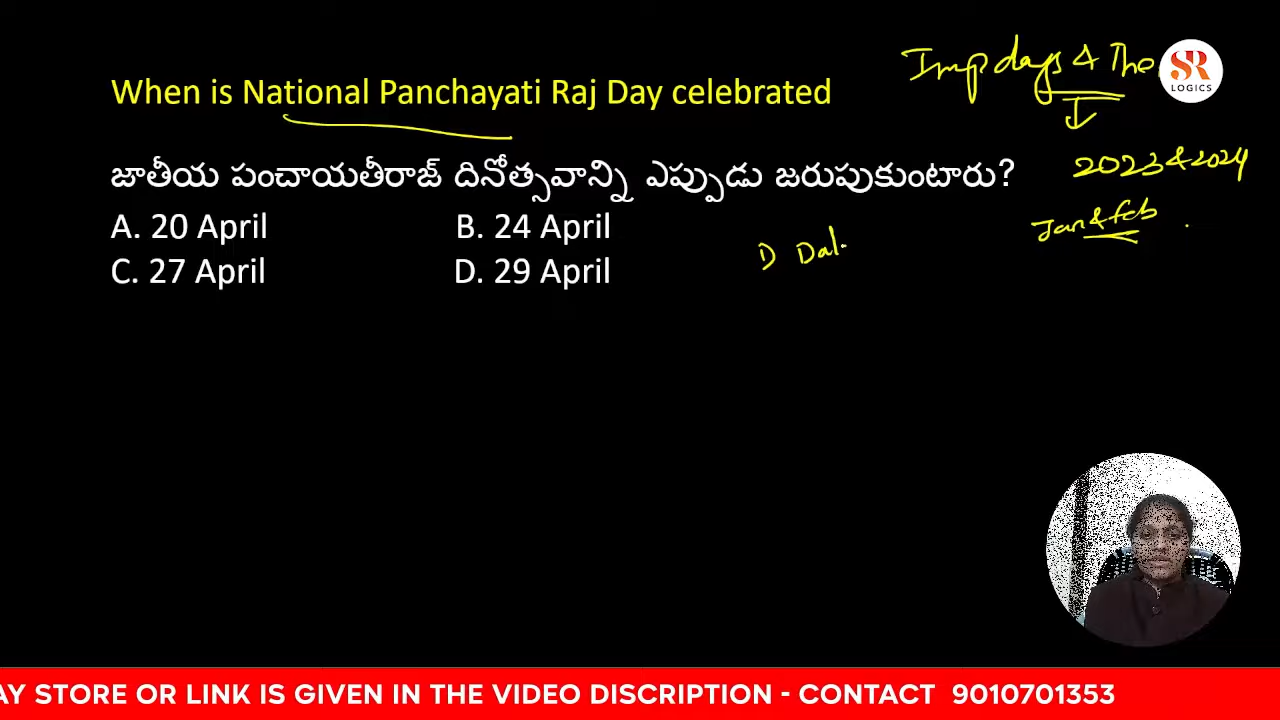 When is National Panchayati Raj Day celebrated
జాతీయ పంచాయతీరాజ్ దినోత్సవాన్ని ఎప్పుడు జరుపుకుంటారు?
A. 20 April B. 24 April
C. 27 April D. 29 April
Imp days & The
2023 & 2024
Jan & Feb
D Dal
SR
LOGICS
AY STORE OR LINK IS GIVEN IN THE VIDEO DISCRIPTION - CONTACT 9010701353